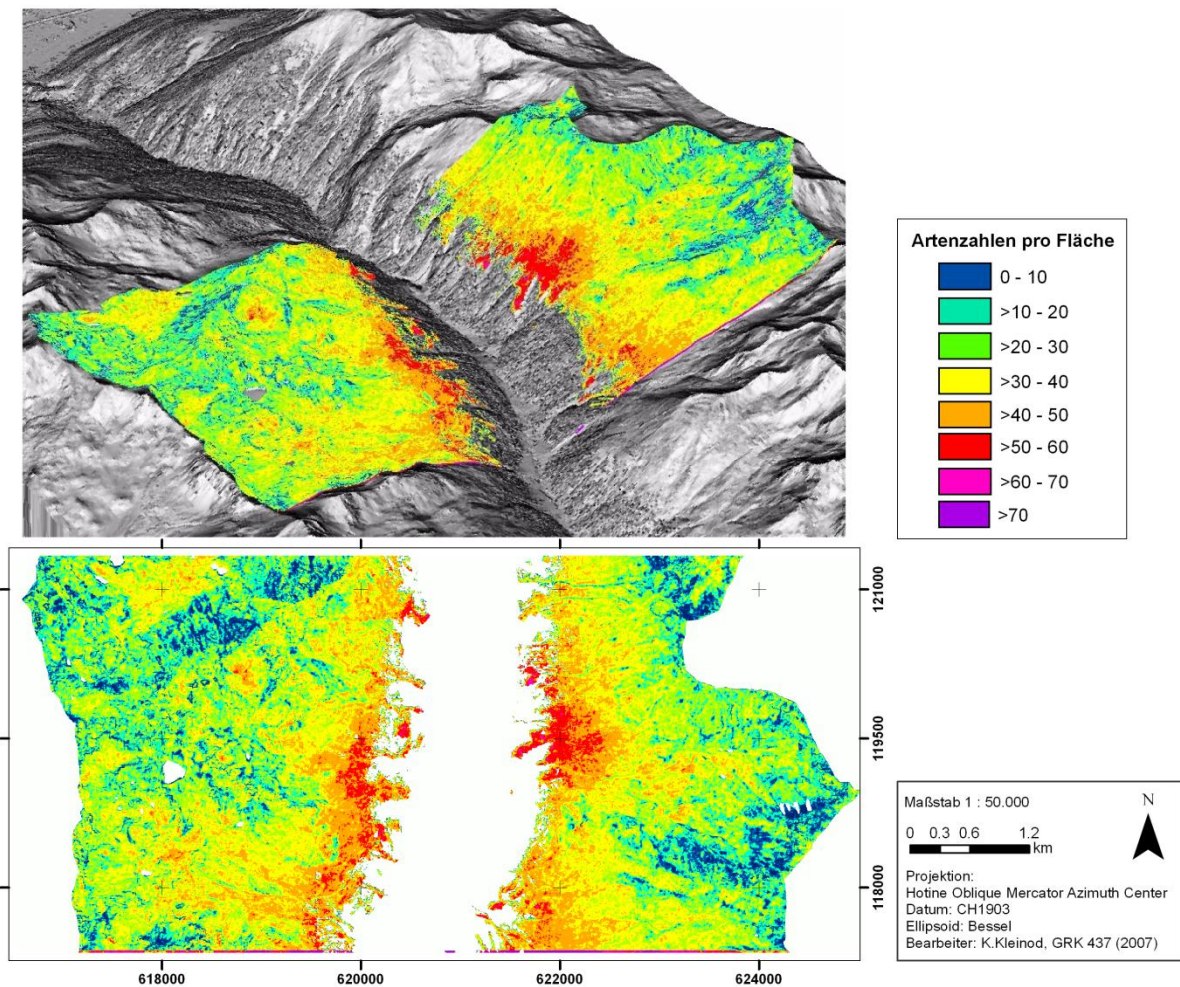 Artenzahlen pro Fläche
0 - 10
>10 - 20
>20 - 30
>30 - 40
>40 - 50
>50 - 60
>60 - 70
>70
121000
119500
118000
618000
620000
622000
624000
Maßstab 1 : 50.000
N
0 0.3 0.6 1.2
km
Projektion:
Hotine Oblique Mercator Azimuth Center
Datum: CH1903
Ellipsoid: Bessel
Bearbeiter: K.Kleinod, GRK 437 (2007)